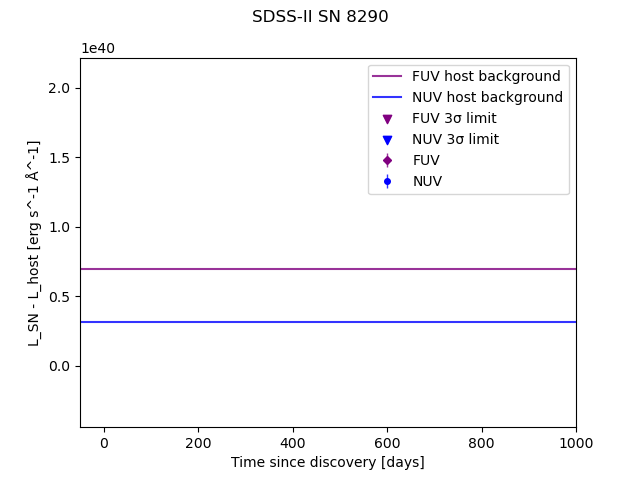 SDSS-II SN 8290
1e40
FUV host background
NUV host background
FUV 3σ limit
NUV 3σ limit
FUV
NUV
2.0
1.5
1.0
0.5
0.0
L_SN - L_host [erg s^-1 Å^-1]
0 200 400 600 800 1000
Time since discovery [days]